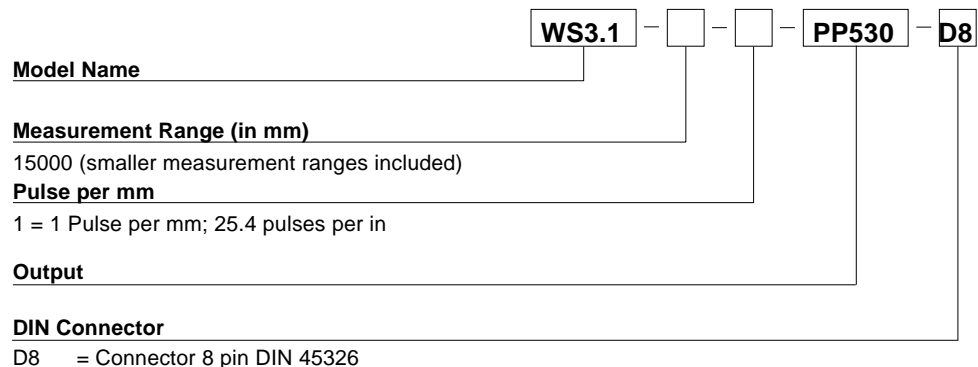 WS3.1 – – – PP530 – D8
Model Name
Measurement Range (in mm)
15000 (smaller measurement ranges included)
Pulse per mm
1 = 1 Pulse per mm; 25.4 pulses per in
Output
DIN Connector
D8 = Connector 8 pin DIN 45326